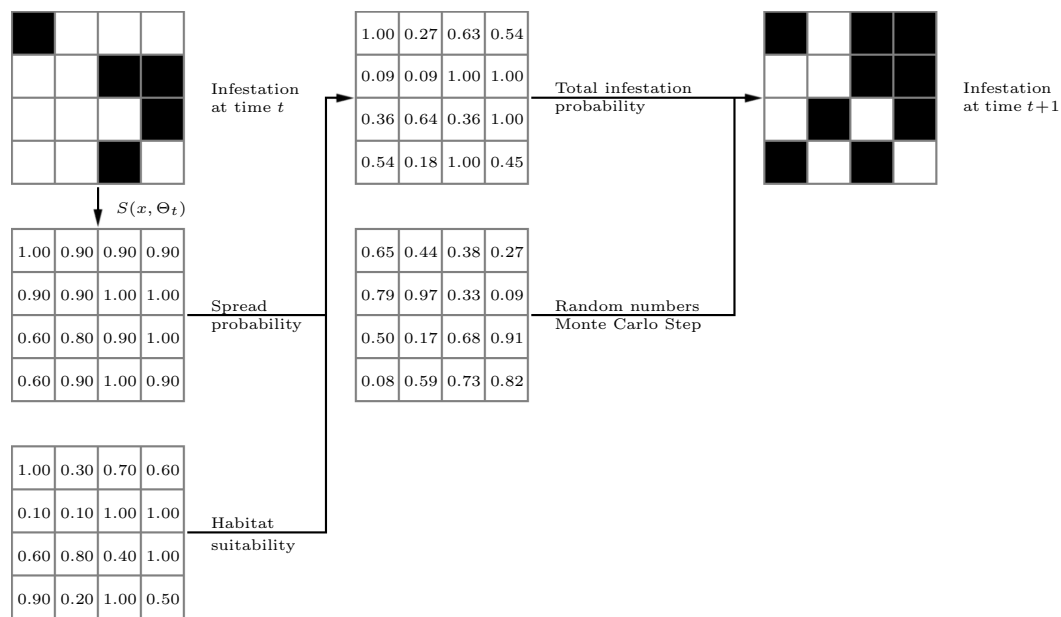 1.00 0.27 0.63 0.54
0.09 0.09 1.00 1.00
0.36 0.64 0.36 1.00
0.54 0.18 1.00 0.45
Infestation
at time t
Total infestation
probability
Infestation
at time t+1
S(x, Θt)
1.00 0.90 0.90 0.90
0.90 0.90 1.00 1.00
0.60 0.80 0.90 1.00
0.60 0.90 1.00 0.90
Spread
probability
0.65 0.44 0.38 0.27
0.79 0.97 0.33 0.09
0.50 0.17 0.68 0.91
0.08 0.59 0.73 0.82
Random numbers
Monte Carlo Step
1.00 0.30 0.70 0.60
0.10 0.10 1.00 1.00
0.60 0.80 0.40 1.00
0.90 0.20 1.00 0.50
Habitat
suitability